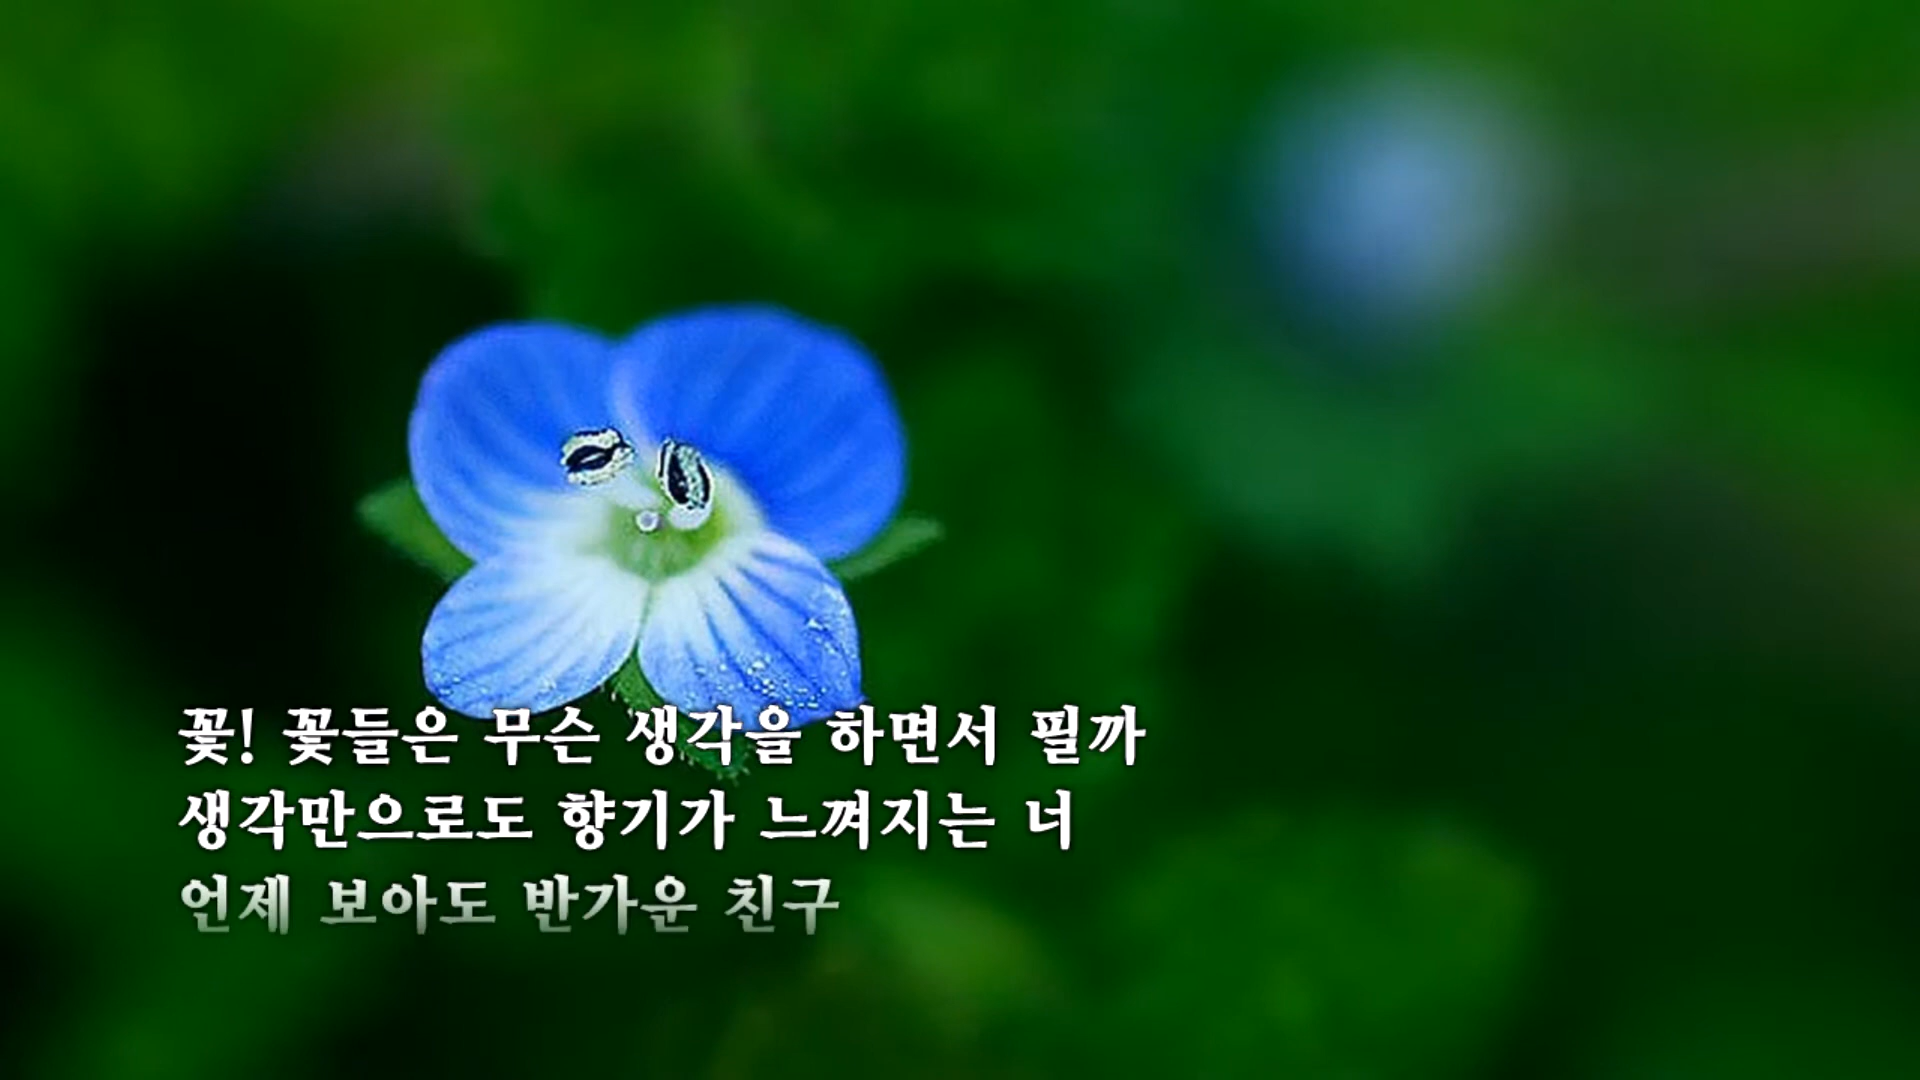 꽃! 꽃들은 무슨 생각을 하면서 필까
생각만으로도 향기가 느껴지는 너
언제 보아도 반가운 친구